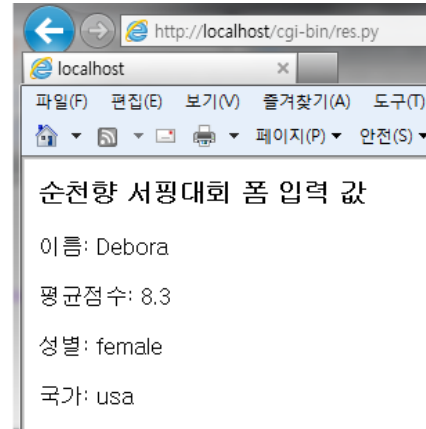 http://localhost/cgi-bin/res.py
localhost
파일(F) 편집(E) 보기(V) 즐겨찾기(A) 도구(T)
페이지(P) 안전(S)
순천향 서핑대회 폼 입력 값
이름: Debora
평균점수: 8.3
성별: female
국가: usa